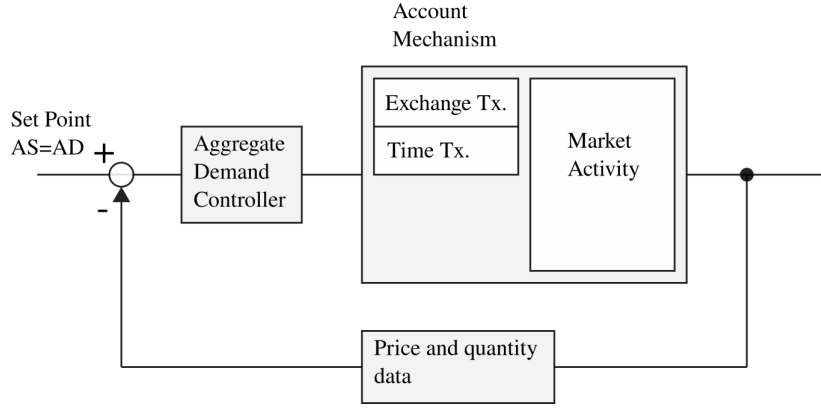 Account
Mechanism
Set Point
AS=AD
+
-
Aggregate
Demand
Controller
Exchange Tx.
Time Tx.
Market
Activity
Price and quantity
data